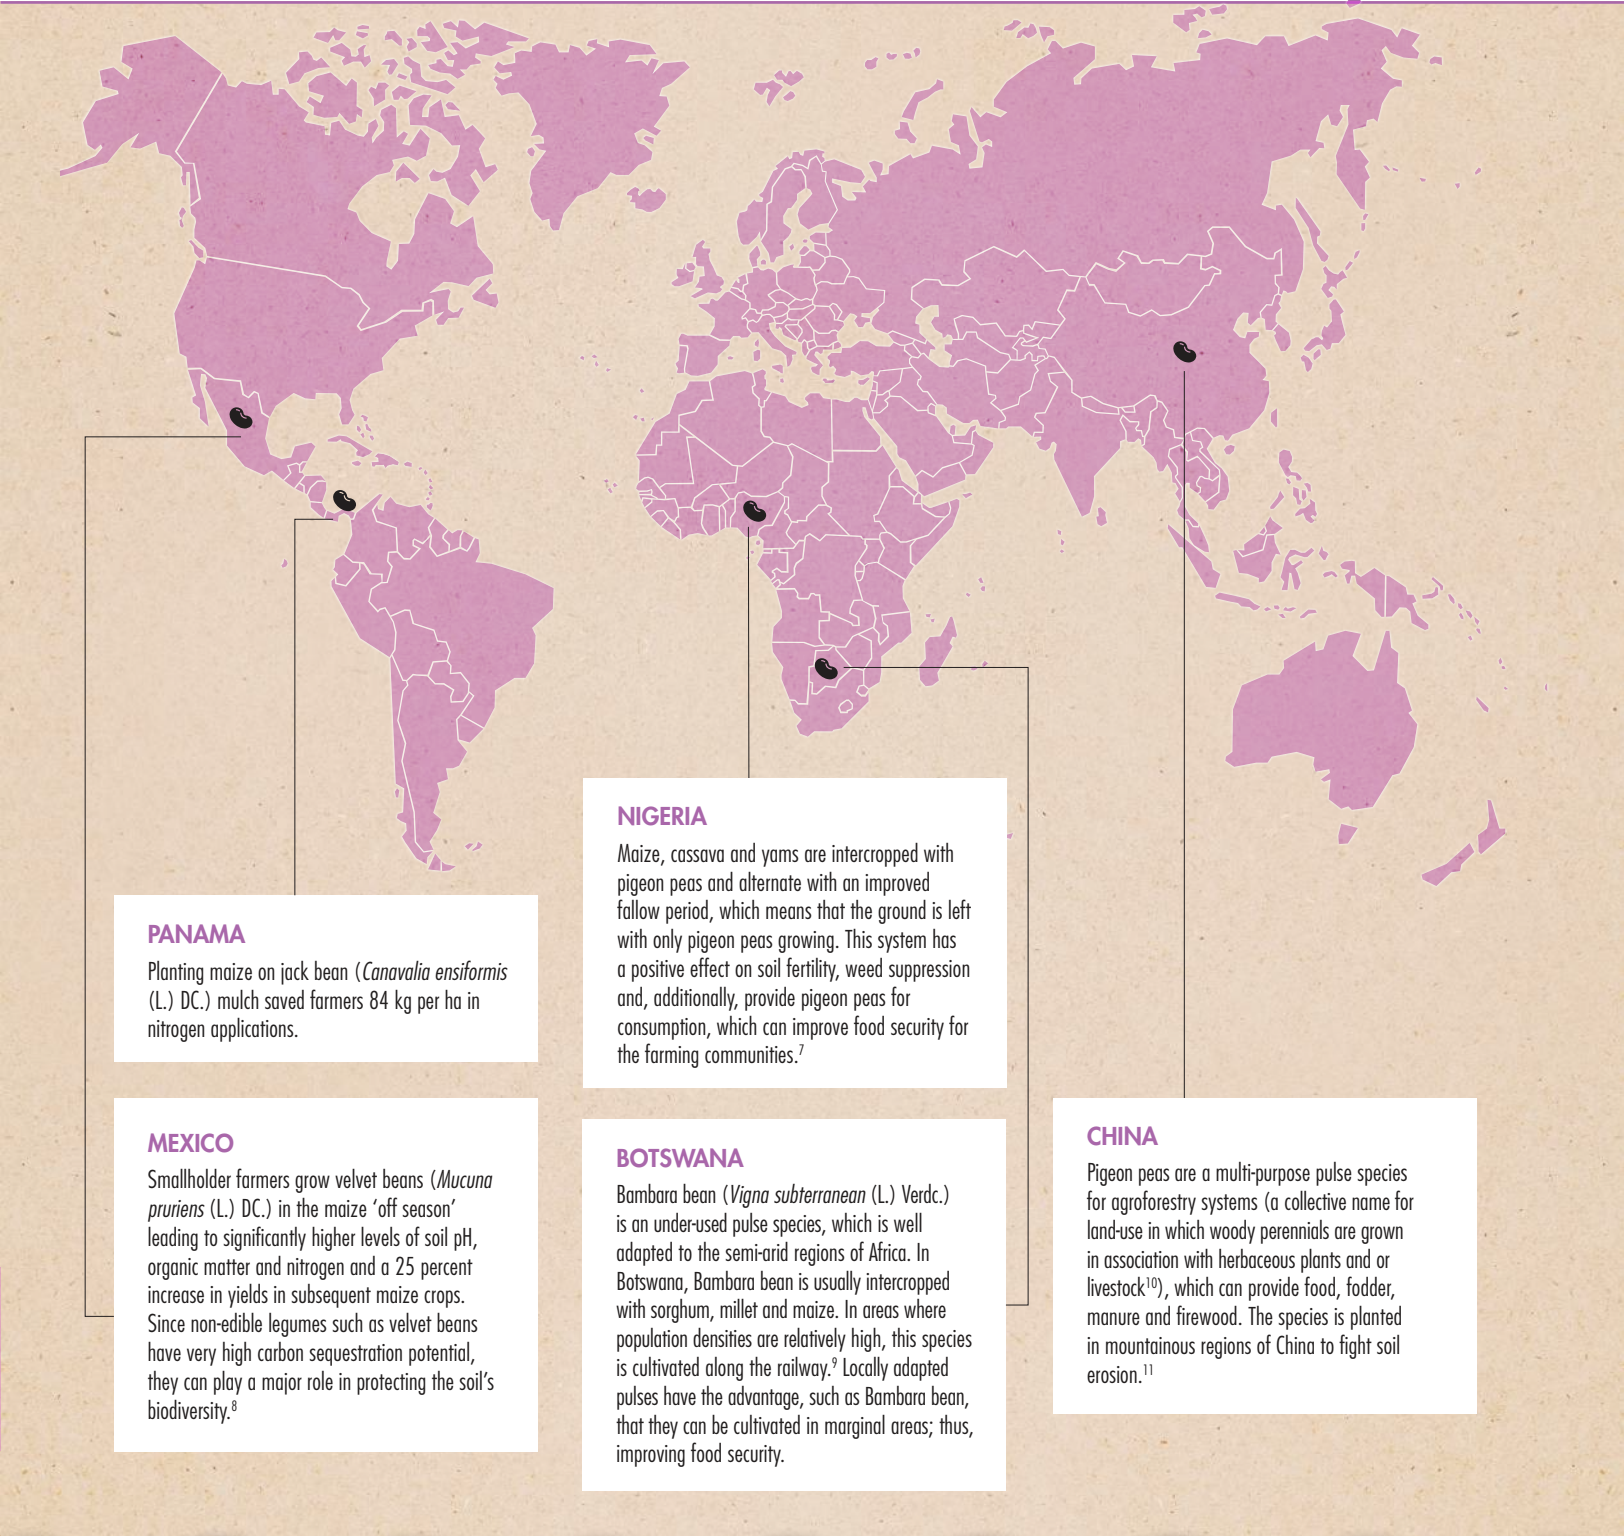 NIGERIA
Maize, cassava and yams are intercropped with
pigeon peas and alternate with an improved
fallow period, which means that the ground is left
with only pigeon peas growing. This system has
a positive effect on soil fertility, weed suppression
and, additionally, provide pigeon peas for
consumption, which can improve food security for
the farming communities.7
PANAMA
Planting maize on jack bean (Canavalia ensiformis
(L.) DC.) mulch saved farmers 84 kg per ha in
nitrogen applications.
MEXICO
Smallholder farmers grow velvet beans (Mucuna
pruriens (L.) DC.) in the maize ‘off season’
leading to significantly higher levels of soil pH,
organic matter and nitrogen and a 25 percent
increase in yields in subsequent maize crops.
Since non-edible legumes such as velvet beans
have very high carbon sequestration potential,
they can play a major role in protecting the soil’s
biodiversity.8
BOTSWANA
Bambara bean (Vigna subterranean (L.) Verdc.)
is an under-used pulse species, which is well
adapted to the semi-arid regions of Africa. In
Botswana, Bambara bean is usually intercropped
with sorghum, millet and maize. In areas where
population densities are relatively high, this species
is cultivated along the railway.9 Locally adapted
pulses have the advantage, such as Bambara bean,
that they can be cultivated in marginal areas; thus,
improving food security.
CHINA
Pigeon peas are a multi-purpose pulse species
for agroforestry systems (a collective name for
land-use in which woody perennials are grown
in association with herbaceous plants and or
livestock10), which can provide food, fodder,
manure and firewood. The species is planted
in mountainous regions of China to fight soil
erosion.11